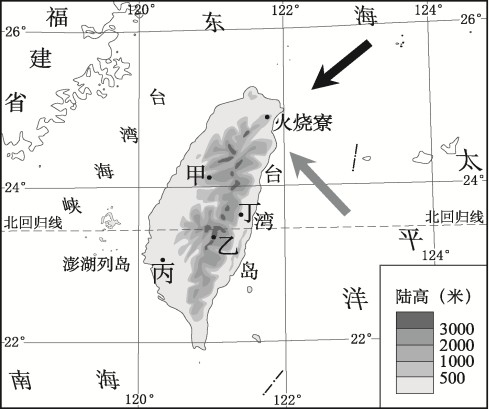 120° 122° 124°
福 东 海
26° 26°
建
省
台
湾
海
峡
火烧寮
甲
台
湾
岛
太
平
洋
24° 24°
丁
北回归线 北回归线
乙
澎湖列岛
丙
124°
陆高（米）
3000
2000
1000
500
22° 22°
南 海
120° 122°